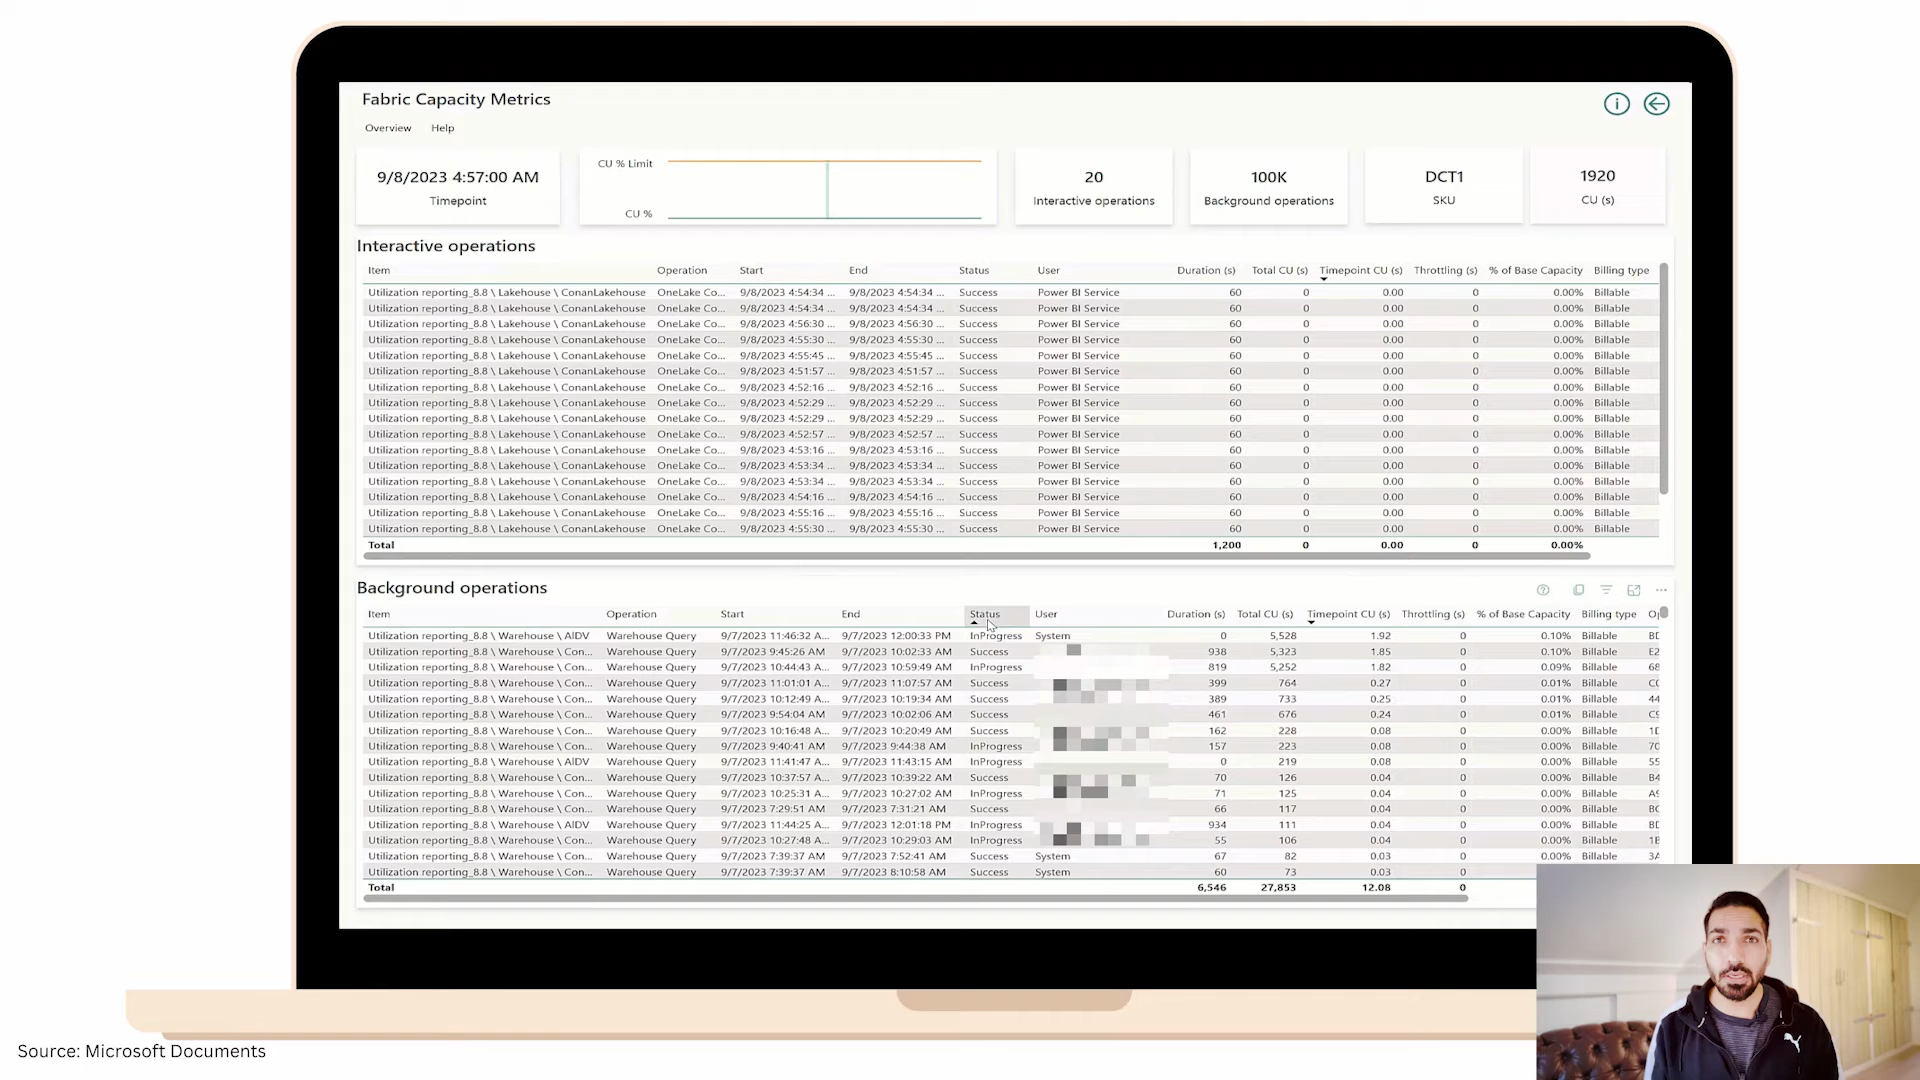 Fabric Capacity Metrics
Overview Help
9/8/2023 4:57:00 AM
Timepoint
CU % Limit
CU %
20
Interactive operations
100K
Background operations
DCT1
SKU
1920
CU (s)
Interactive operations
Item Operation Start End Status User Duration (s) Total CU (s) Timepoint CU (s) Throttling (s) % of Base Capacity Billing type
Utilization reporting_8.8 \ Lakehouse \ ConanLakehouse OneLake Co... 9/8/2023 4:54:34 ... 9/8/2023 4:54:34 ... Success Power BI Service 60 0 0.00 0 0.00% Billable
Utilization reporting_8.8 \ Lakehouse \ ConanLakehouse OneLake Co... 9/8/2023 4:54:34 ... 9/8/2023 4:54:34 ... Success Power BI Service 60 0 0.00 0 0.00% Billable
Utilization reporting_8.8 \ Lakehouse \ ConanLakehouse OneLake Co... 9/8/2023 4:56:30 ... 9/8/2023 4:56:30 ... Success Power BI Service 60 0 0.00 0 0.00% Billable
Utilization reporting_8.8 \ Lakehouse \ ConanLakehouse OneLake Co... 9/8/2023 4:55:30 ... 9/8/2023 4:55:30 ... Success Power BI Service 60 0 0.00 0 0.00% Billable
Utilization reporting_8.8 \ Lakehouse \ ConanLakehouse OneLake Co... 9/8/2023 4:55:45 ... 9/8/2023 4:55:45 ... Success Power BI Service 60 0 0.00 0 0.00% Billable
Utilization reporting_8.8 \ Lakehouse \ ConanLakehouse OneLake Co... 9/8/2023 4:51:57 ... 9/8/2023 4:51:57 ... Success Power BI Service 60 0 0.00 0 0.00% Billable
Utilization reporting_8.8 \ Lakehouse \ ConanLakehouse OneLake Co... 9/8/2023 4:52:16 ... 9/8/2023 4:52:16 ... Success Power BI Service 60 0 0.00 0 0.00% Billable
Utilization reporting_8.8 \ Lakehouse \ ConanLakehouse OneLake Co... 9/8/2023 4:52:29 ... 9/8/2023 4:52:29 ... Success Power BI Service 60 0 0.00 0 0.00% Billable
Utilization reporting_8.8 \ Lakehouse \ ConanLakehouse OneLake Co... 9/8/2023 4:52:29 ... 9/8/2023 4:52:29 ... Success Power BI Service 60 0 0.00 0 0.00% Billable
Utilization reporting_8.8 \ Lakehouse \ ConanLakehouse OneLake Co... 9/8/2023 4:52:57 ... 9/8/2023 4:52:57 ... Success Power BI Service 60 0 0.00 0 0.00% Billable
Utilization reporting_8.8 \ Lakehouse \ ConanLakehouse OneLake Co... 9/8/2023 4:53:16 ... 9/8/2023 4:53:16 ... Success Power BI Service 60 0 0.00 0 0.00% Billable
Utilization reporting_8.8 \ Lakehouse \ ConanLakehouse OneLake Co... 9/8/2023 4:53:34 ... 9/8/2023 4:53:34 ... Success Power BI Service 60 0 0.00 0 0.00% Billable
Utilization reporting_8.8 \ Lakehouse \ ConanLakehouse OneLake Co... 9/8/2023 4:53:34 ... 9/8/2023 4:53:34 ... Success Power BI Service 60 0 0.00 0 0.00% Billable
Utilization reporting_8.8 \ Lakehouse \ ConanLakehouse OneLake Co... 9/8/2023 4:54:16 ... 9/8/2023 4:54:16 ... Success Power BI Service 60 0 0.00 0 0.00% Billable
Utilization reporting_8.8 \ Lakehouse \ ConanLakehouse OneLake Co... 9/8/2023 4:55:16 ... 9/8/2023 4:55:16 ... Success Power BI Service 60 0 0.00 0 0.00% Billable
Utilization reporting_8.8 \ Lakehouse \ ConanLakehouse OneLake Co... 9/8/2023 4:55:30 ... 9/8/2023 4:55:30 ... Success Power BI Service 60 0 0.00 0 0.00% Billable
Total 1,200 0 0.00 0 0.00%
Background operations
Item Operation Start End Status User Duration (s) Total CU (s) Timepoint CU (s) Throttling (s) % of Base Capacity Billing type
Utilization reporting_8.8 \ Warehouse \ AIDV Warehouse Query 9/7/2023 11:46:32 A... 9/7/2023 12:00:33 PM InProgress System 0 5,528 1.92 0 0.10% Billable
Utilization reporting_8.8 \ Warehouse \ Con... Warehouse Query 9/7/2023 9:45:26 AM 9/7/2023 10:02:33 AM Success 938 5,323 1.85 0 0.10% Billable E2
Utilization reporting_8.8 \ Warehouse \ Con... Warehouse Query 9/7/2023 10:44:43 A... 9/7/2023 10:59:49 AM InProgress 819 5,252 1.82 0 0.09% Billable 68
Utilization reporting_8.8 \ Warehouse \ Con... Warehouse Query 9/7/2023 11:01:01 A... 9/7/2023 11:07:57 AM Success 399 764 0.27 0 0.01% Billable
Utilization reporting_8.8 \ Warehouse \ Con... Warehouse Query 9/7/2023 10:12:49 A... 9/7/2023 10:19:34 AM Success 389 733 0.25 0 0.01% Billable 44
Utilization reporting_8.8 \ Warehouse \ Con... Warehouse Query 9/7/2023 9:54:04 AM 9/7/2023 10:02:06 AM Success 461 676 0.24 0 0.01% Billable
Utilization reporting_8.8 \ Warehouse \ Con... Warehouse Query 9/7/2023 10:16:48 A... 9/7/2023 10:20:49 AM Success 162 228 0.08 0 0.00% Billable
Utilization reporting_8.8 \ Warehouse \ Con... Warehouse Query 9/7/2023 9:40:41 AM 9/7/2023 9:44:38 AM InProgress 157 223 0.08 0 0.00% Billable
Utilization reporting_8.8 \ Warehouse \ AIDV Warehouse Query 9/7/2023 11:41:47 A... 9/7/2023 11:43:15 AM InProgress 0 219 0.08 0 0.00% Billable 55
Utilization reporting_8.8 \ Warehouse \ Con... Warehouse Query 9/7/2023 10:37:57 A... 9/7/2023 10:39:22 AM Success 70 126 0.04 0 0.00% Billable B4
Utilization reporting_8.8 \ Warehouse \ Con... Warehouse Query 9/7/2023 10:25:31 A... 9/7/2023 10:27:02 AM InProgress 71 125 0.04 0 0.00% Billable
Utilization reporting_8.8 \ Warehouse \ Con... Warehouse Query 9/7/2023 7:29:51 AM 9/7/2023 7:31:21 AM Success 66 117 0.04 0 0.00% Billable
Utilization reporting_8.8 \ Warehouse \ AIDV Warehouse Query 9/7/2023 11:44:25 A... 9/7/2023 12:01:18 PM InProgress 934 111 0.04 0 0.00% Billable
Utilization reporting_8.8 \ Warehouse \ Con... Warehouse Query 9/7/2023 10:27:48 A... 9/7/2023 10:29:03 AM InProgress 55 106 0.04 0 0.00% Billable
Utilization reporting_8.8 \ Warehouse \ Con... Warehouse Query 9/7/2023 7:39:37 AM 9/7/2023 7:52:41 AM Success System 67 82 0.03 0 0.00% Billable
Utilization reporting_8.8 \ Warehouse \ Con... Warehouse Query 9/7/2023 7:39:37 AM 9/7/2023 8:10:58 AM Success System 60 73 0.03 0
Total 6,546 27,853 12.08 0
Source: Microsoft Documents